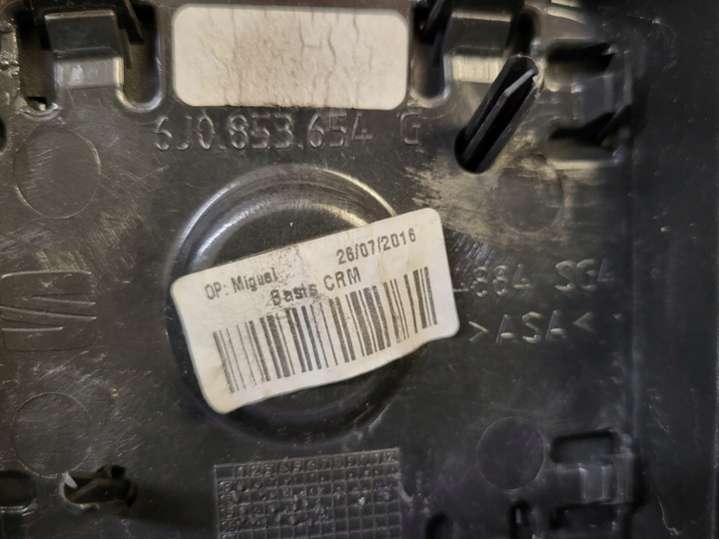 6J0.853.654 G
OP: Miguel 26/07/2016
Basis CRM
>ASA<